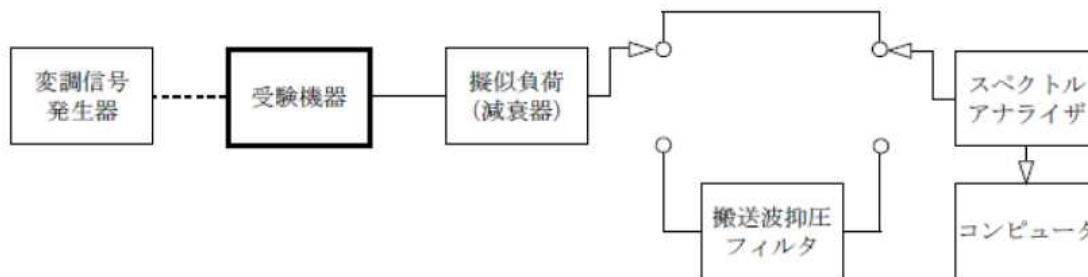 変調信号
発生器
受験機器
擬似負荷
(減衰器)
スペクトル
アナライザ
搬送波抑圧
フィルタ
コンピュータ